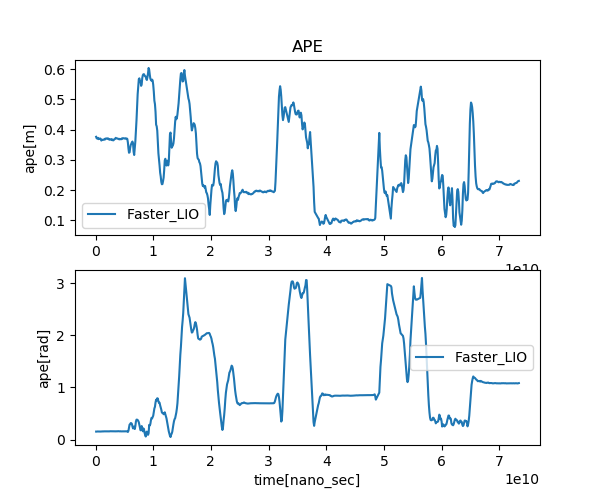 APE
ape[m]
0.6
0.5
0.4
0.3
0.2
0.1
Faster_LIO
0 1 2 3 4 5 6 7
1e10
ape[rad]
3
2
1
0
Faster_LIO
0 1 2 3 4 5 6 7
time[nano_sec]
1e10